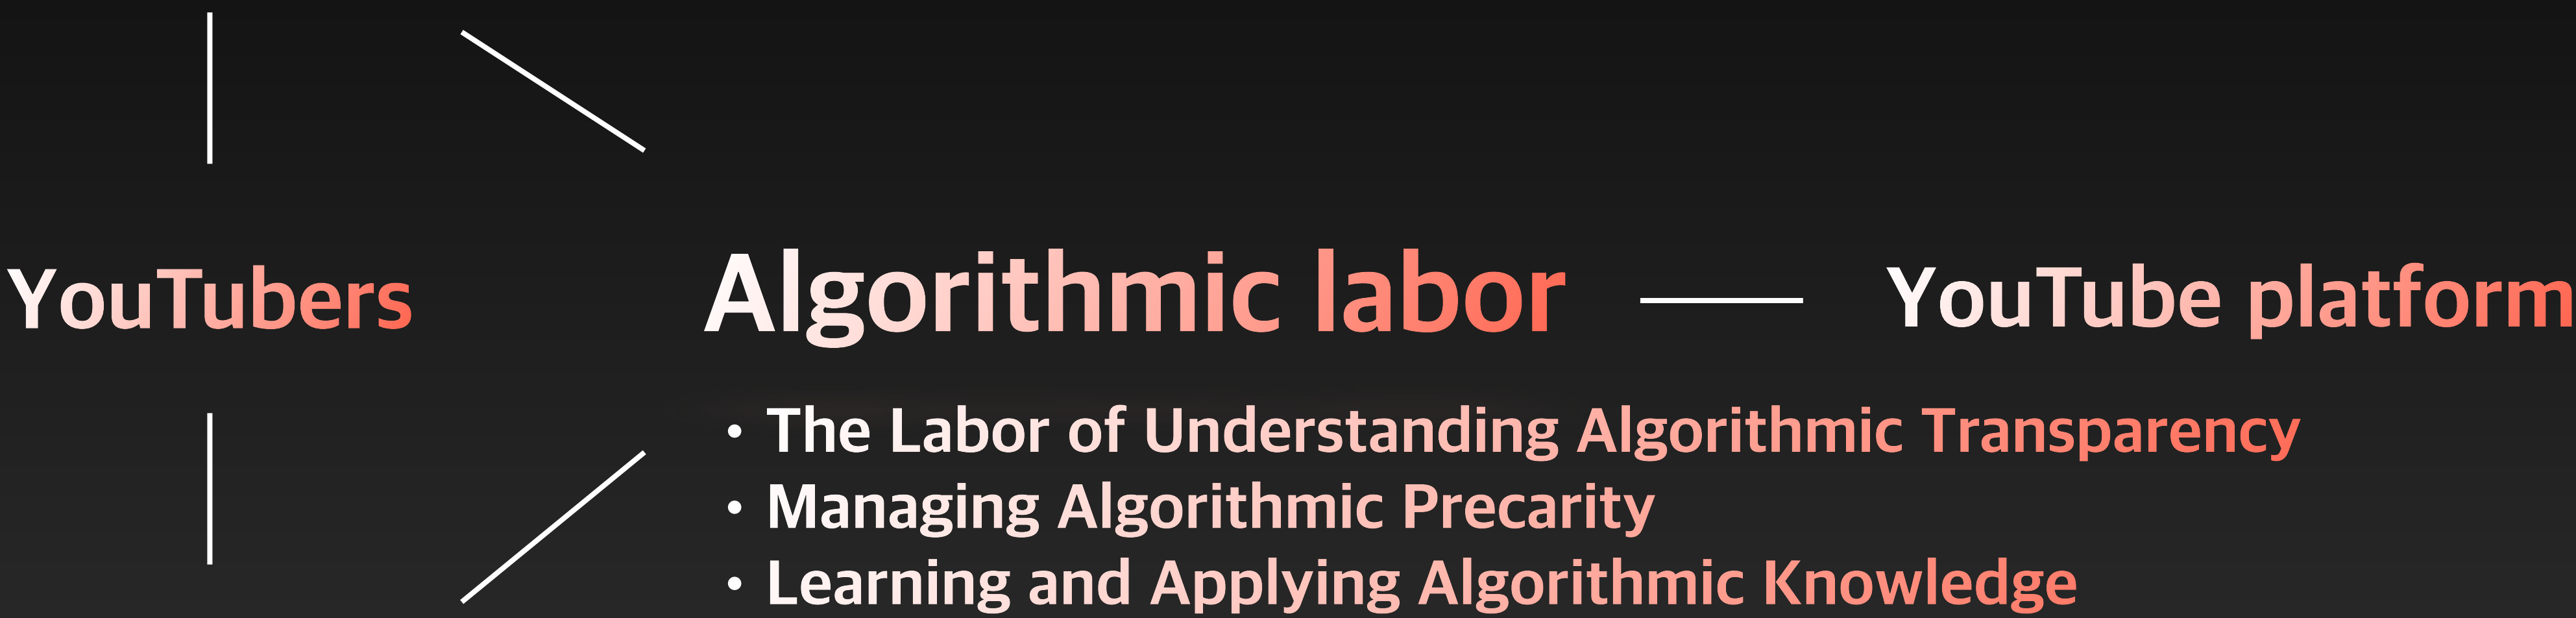 YouTubers
Algorithmic labor
YouTube platform
• The Labor of Understanding Algorithmic Transparency
• Managing Algorithmic Precarity
• Learning and Applying Algorithmic Knowledge